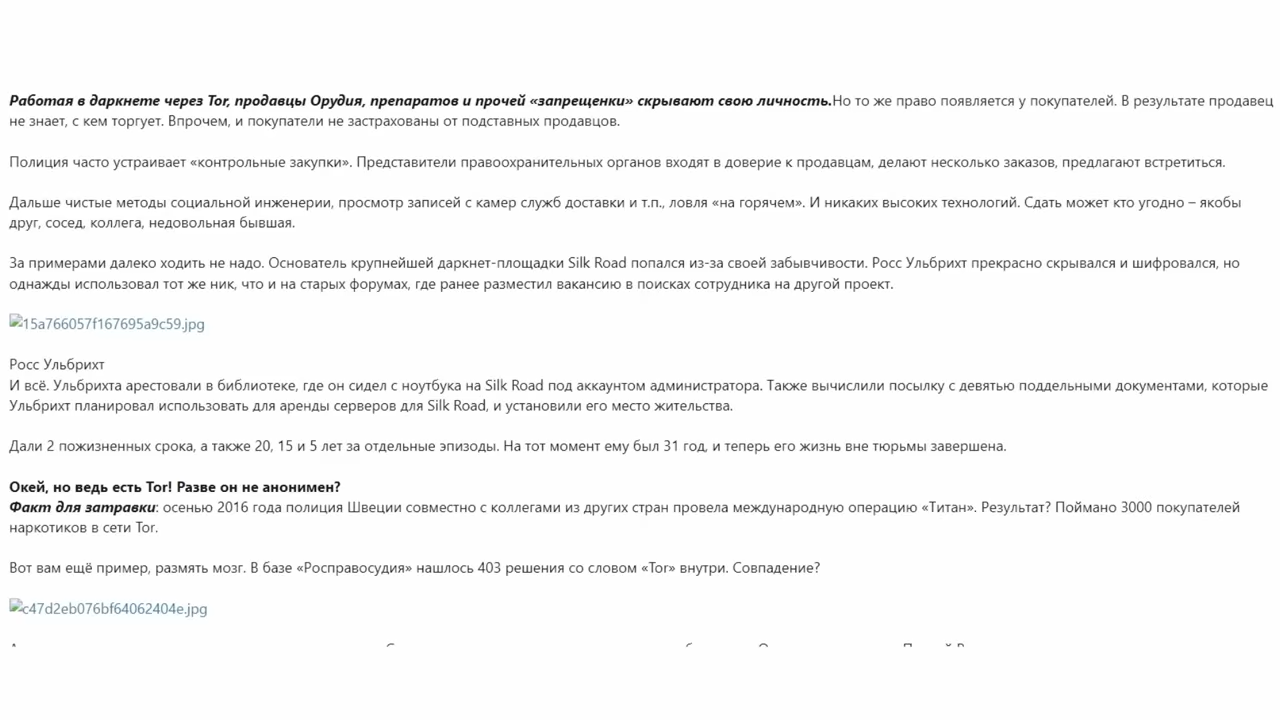 Работая в даркнете через Tor, продавцы Орудия, препаратов и прочей «запрещенки» скрывают свою личность.Но то же право появляется у покупателей. В результате продавец
не знает, с кем торгует. Впрочем, и покупатели не застрахованы от подставных продавцов.
Полиция часто устраивает «контрольные закупки». Представители правоохранительных органов входят в доверие к продавцам, делают несколько заказов, предлагают встретиться.
Дальше чистые методы социальной инженерии, просмотр записей с камер служб доставки и т.п., ловля «на горячем». И никаких высоких технологий. Сдать может кто угодно – якобы
друг, сосед, коллега, недовольная бывшая.
За примерами далеко ходить не надо. Основатель крупнейшей даркнет-площадки Silk Road попался из-за своей забывчивости. Росс Ульбрихт прекрасно скрывался и шифровался, но
однажды использовал тот же ник, что и на старых форумах, где ранее разместил вакансию в поисках сотрудника на другой проект.
15a766057f167695a9c59.jpg
Росс Ульбрихт
И всё. Ульбрихта арестовали в библиотеке, где он сидел с ноутбука на Silk Road под аккаунтом администратора. Также вычислили посылку с девятью поддельными документами, которые
Ульбрихт планировал использовать для аренды серверов для Silk Road, и установили его место жительства.
Дали 2 пожизненных срока, а также 20, 15 и 5 лет за отдельные эпизоды. На тот момент ему был 31 год, и теперь его жизнь вне тюрьмы завершена.
Окей, но ведь есть Tor! Разве он не анонимен?
Факт для затравки: осенью 2016 года полиция Швеции совместно с коллегами из других стран провела международную операцию «Титан». Результат? Поймано 3000 покупателей
наркотиков в сети Tor.
Вот вам ещё пример, размять мозг. В базе «Росправосудия» нашлось 403 решения со словом «Tor» внутри. Совпадение?
c47d2eb076bf64062404e.jpg